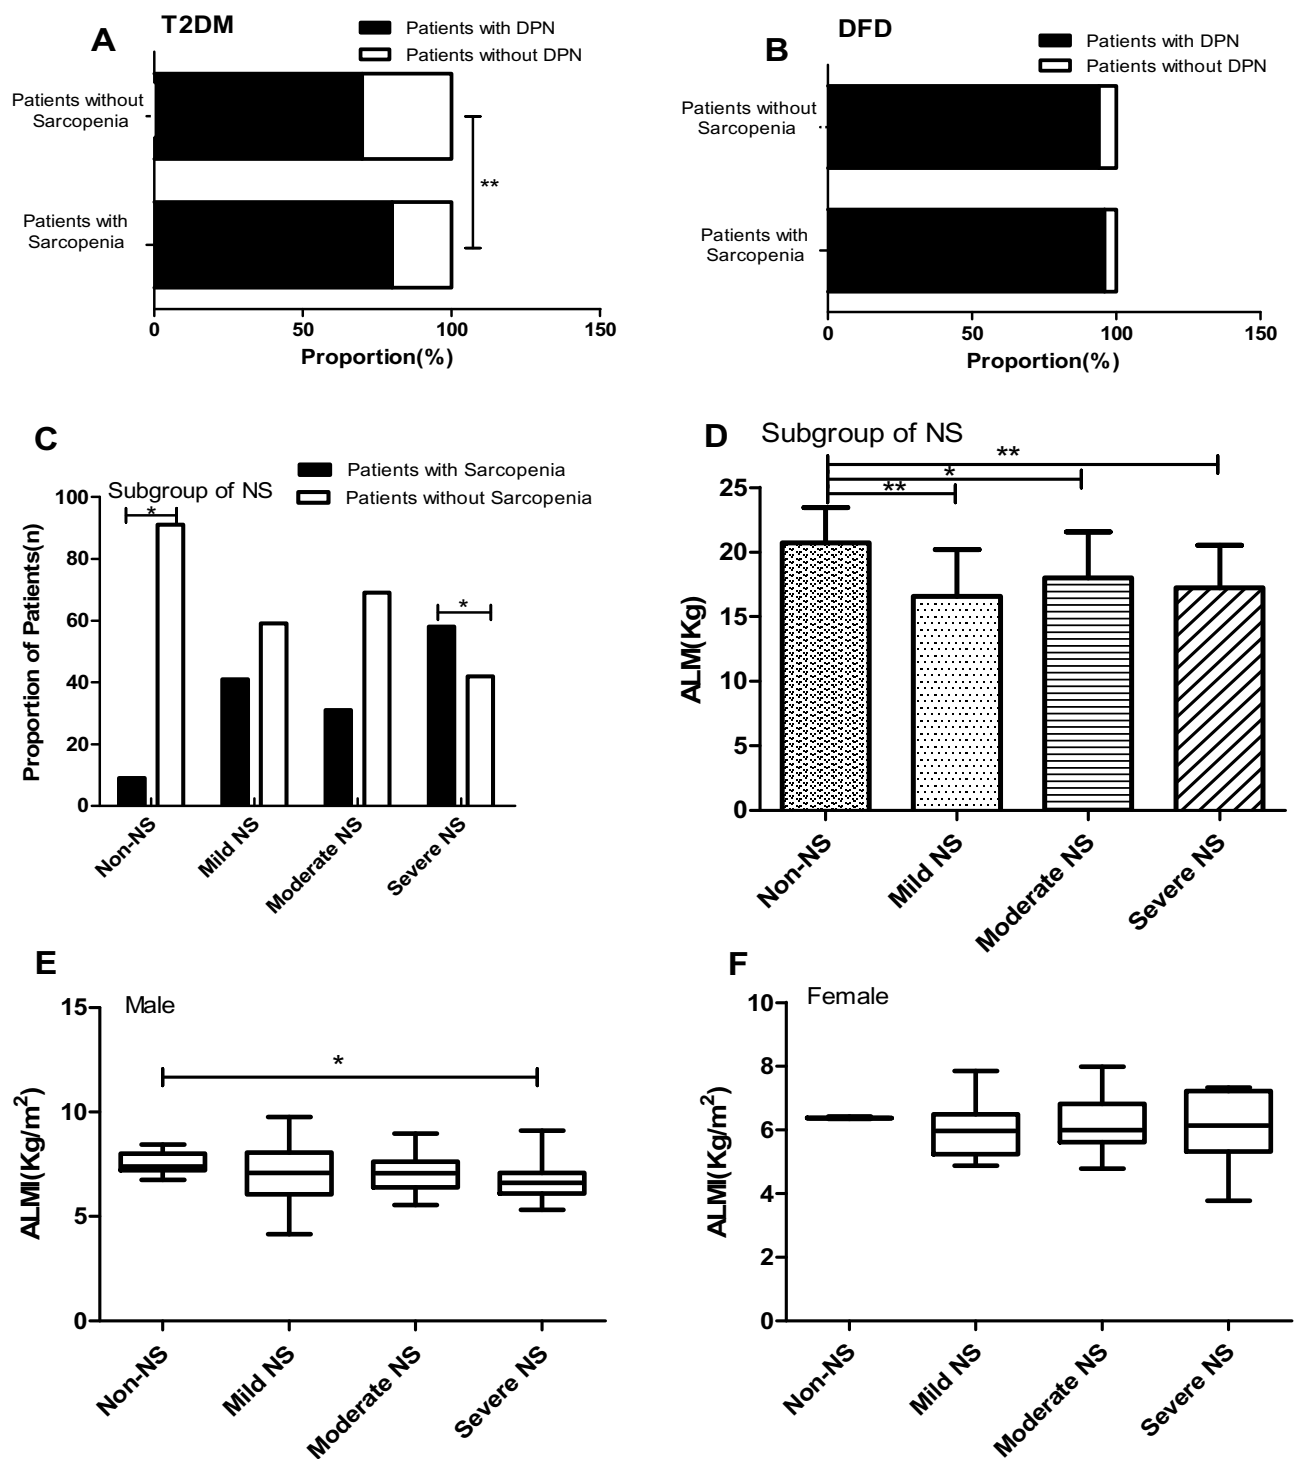 A
T2DM
Patients with DPN
Patients without DPN
Patients without
Sarcopenia
Patients with
Sarcopenia
**
0
50
100
150
Proportion(%)
B
DFD
Patients with DPN
Patients without DPN
Patients without
Sarcopenia
Patients with
Sarcopenia
0
50
100
150
Proportion(%)
C
Patients with Sarcopenia
Patients without Sarcopenia
Subgroup of NS
Proportion of Patients(n)
100
80
60
40
20
0
*
*
Non-NS
Mild NS
Moderate NS
Severe NS
D
Subgroup of NS
**
*
**
ALM(Kg)
25
20
15
10
5
0
Non-NS
Mild NS
Moderate NS
Severe NS
E
Male
*
ALMI(Kg/m²)
15
10
5
0
Non-NS
Mild NS
Moderate NS
Severe NS
F
Female
ALMI(Kg/m²)
10
8
6
4
2
0
Non-NS
Mild NS
Moderate NS
Severe NS